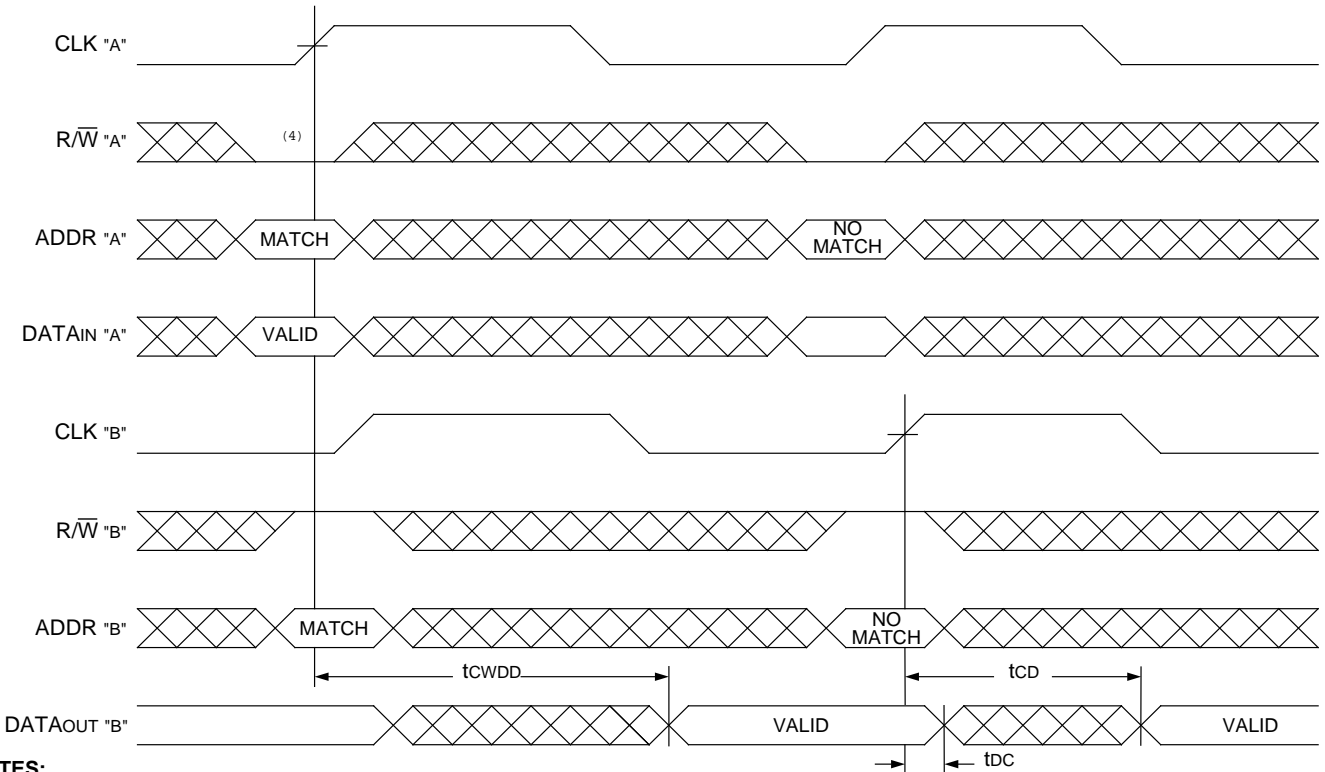 CLK "A"
R/W̅ "A"
(4)
ADDR "A"
MATCH
NO
MATCH
DATAIN "A"
VALID
CLK "B"
R/W̅ "B"
ADDR "B"
MATCH
NO
MATCH
tCWDD
tCD
DATAOUT "B"
VALID
VALID
tDC